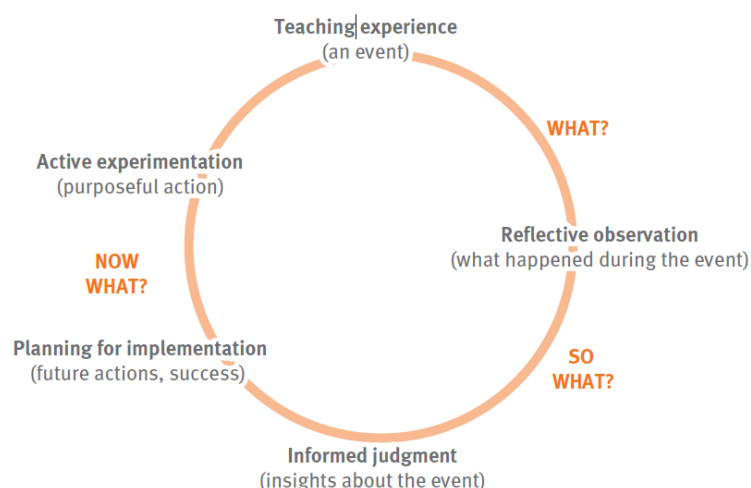 Teaching experience
(an event)
WHAT?
Active experimentation
(purposeful action)
Reflective observation
(what happened during the event)
NOW
WHAT?
Planning for implementation
(future actions, success)
SO
WHAT?
Informed judgment
(insights about the event)